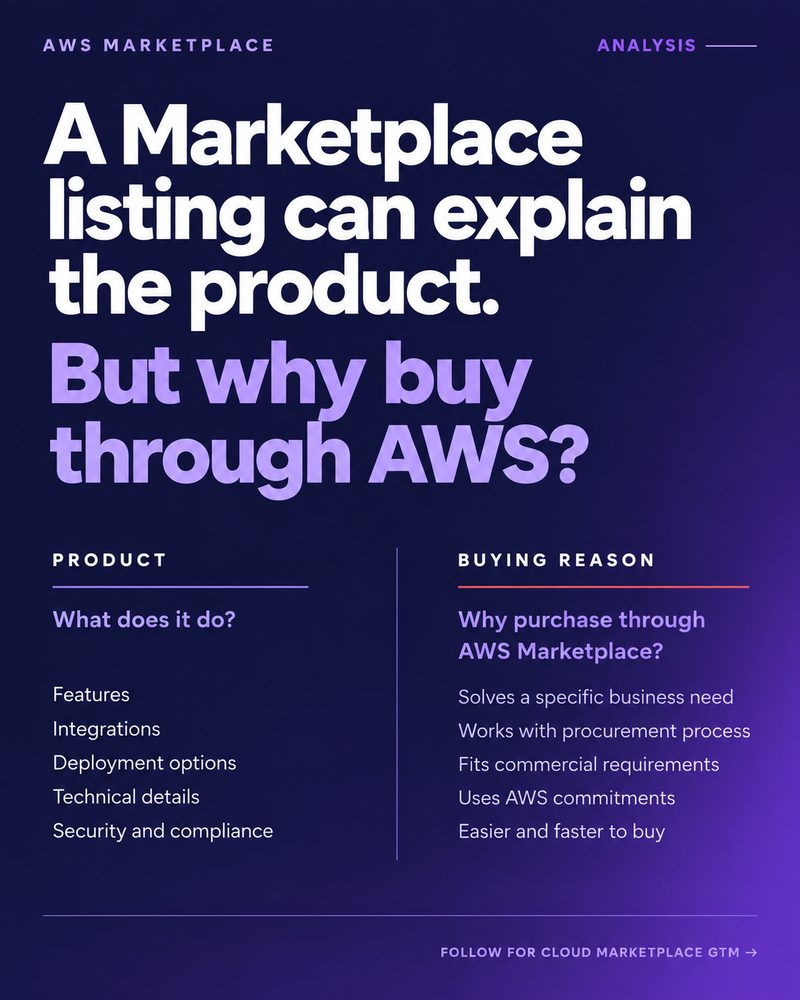 AWS MARKETPLACE
ANALYSIS
A Marketplace
listing can explain
the product.
But why buy
through AWS?
PRODUCT
What does it do?
Features
Integrations
Deployment options
Technical details
Security and compliance
BUYING REASON
Why purchase through
AWS Marketplace?
Solves a specific business need
Works with procurement process
Fits commercial requirements
Uses AWS commitments
Easier and faster to buy
FOLLOW FOR CLOUD MARKETPLACE GTM →